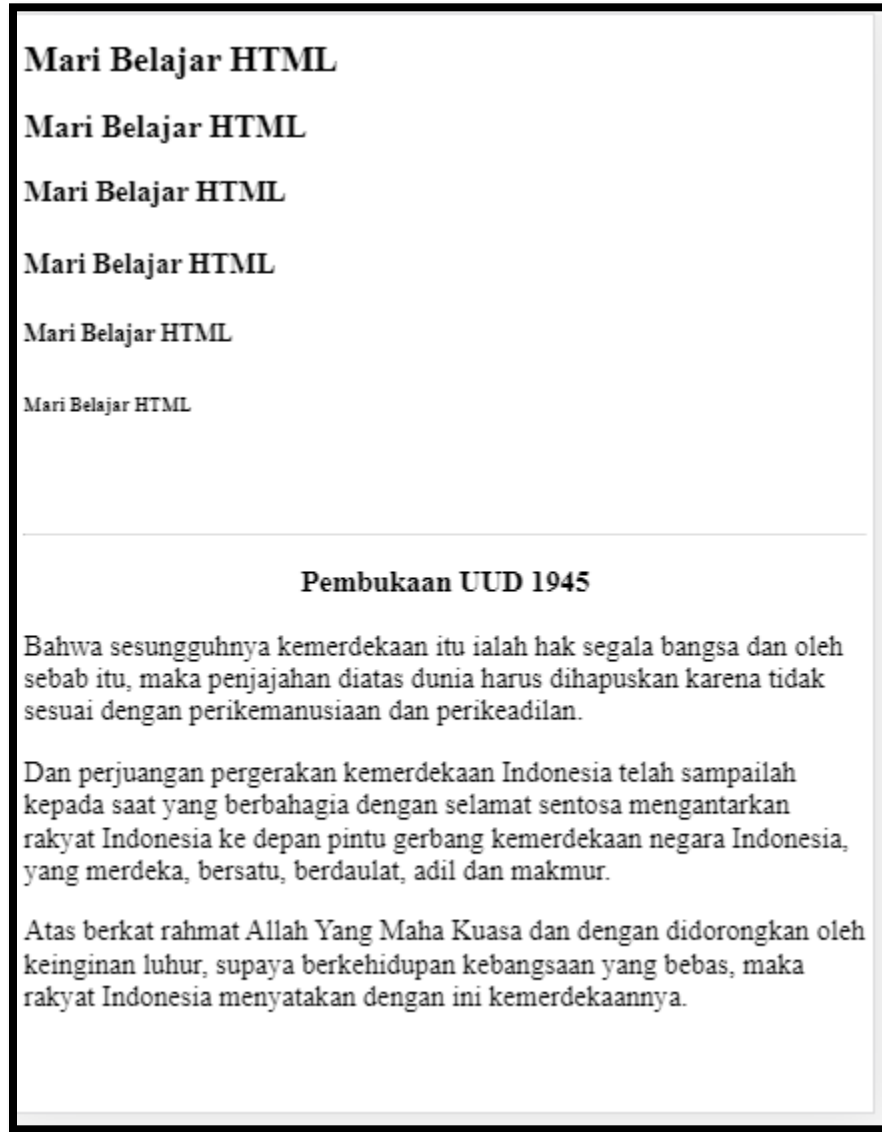 Mari Belajar HTML
Mari Belajar HTML
Mari Belajar HTML
Mari Belajar HTML
Mari Belajar HTML
Mari Belajar HTML
Pembukaan UUD 1945
Bahwa sesungguhnya kemerdekaan itu ialah hak segala bangsa dan oleh
sebab itu, maka penjajahan diatas dunia harus dihapuskan karena tidak
sesuai dengan perikemanusiaan dan perikeadilan.
Dan perjuangan pergerakan kemerdekaan Indonesia telah sampailah
kepada saat yang berbahagia dengan selamat sentosa mengantarkan
rakyat Indonesia ke depan pintu gerbang kemerdekaan negara Indonesia,
yang merdeka, bersatu, berdaulat, adil dan makmur.
Atas berkat rahmat Allah Yang Maha Kuasa dan dengan didorongkan oleh
keinginan luhur, supaya berkehidupan kebangsaan yang bebas, maka
rakyat Indonesia menyatakan dengan ini kemerdekaannya.